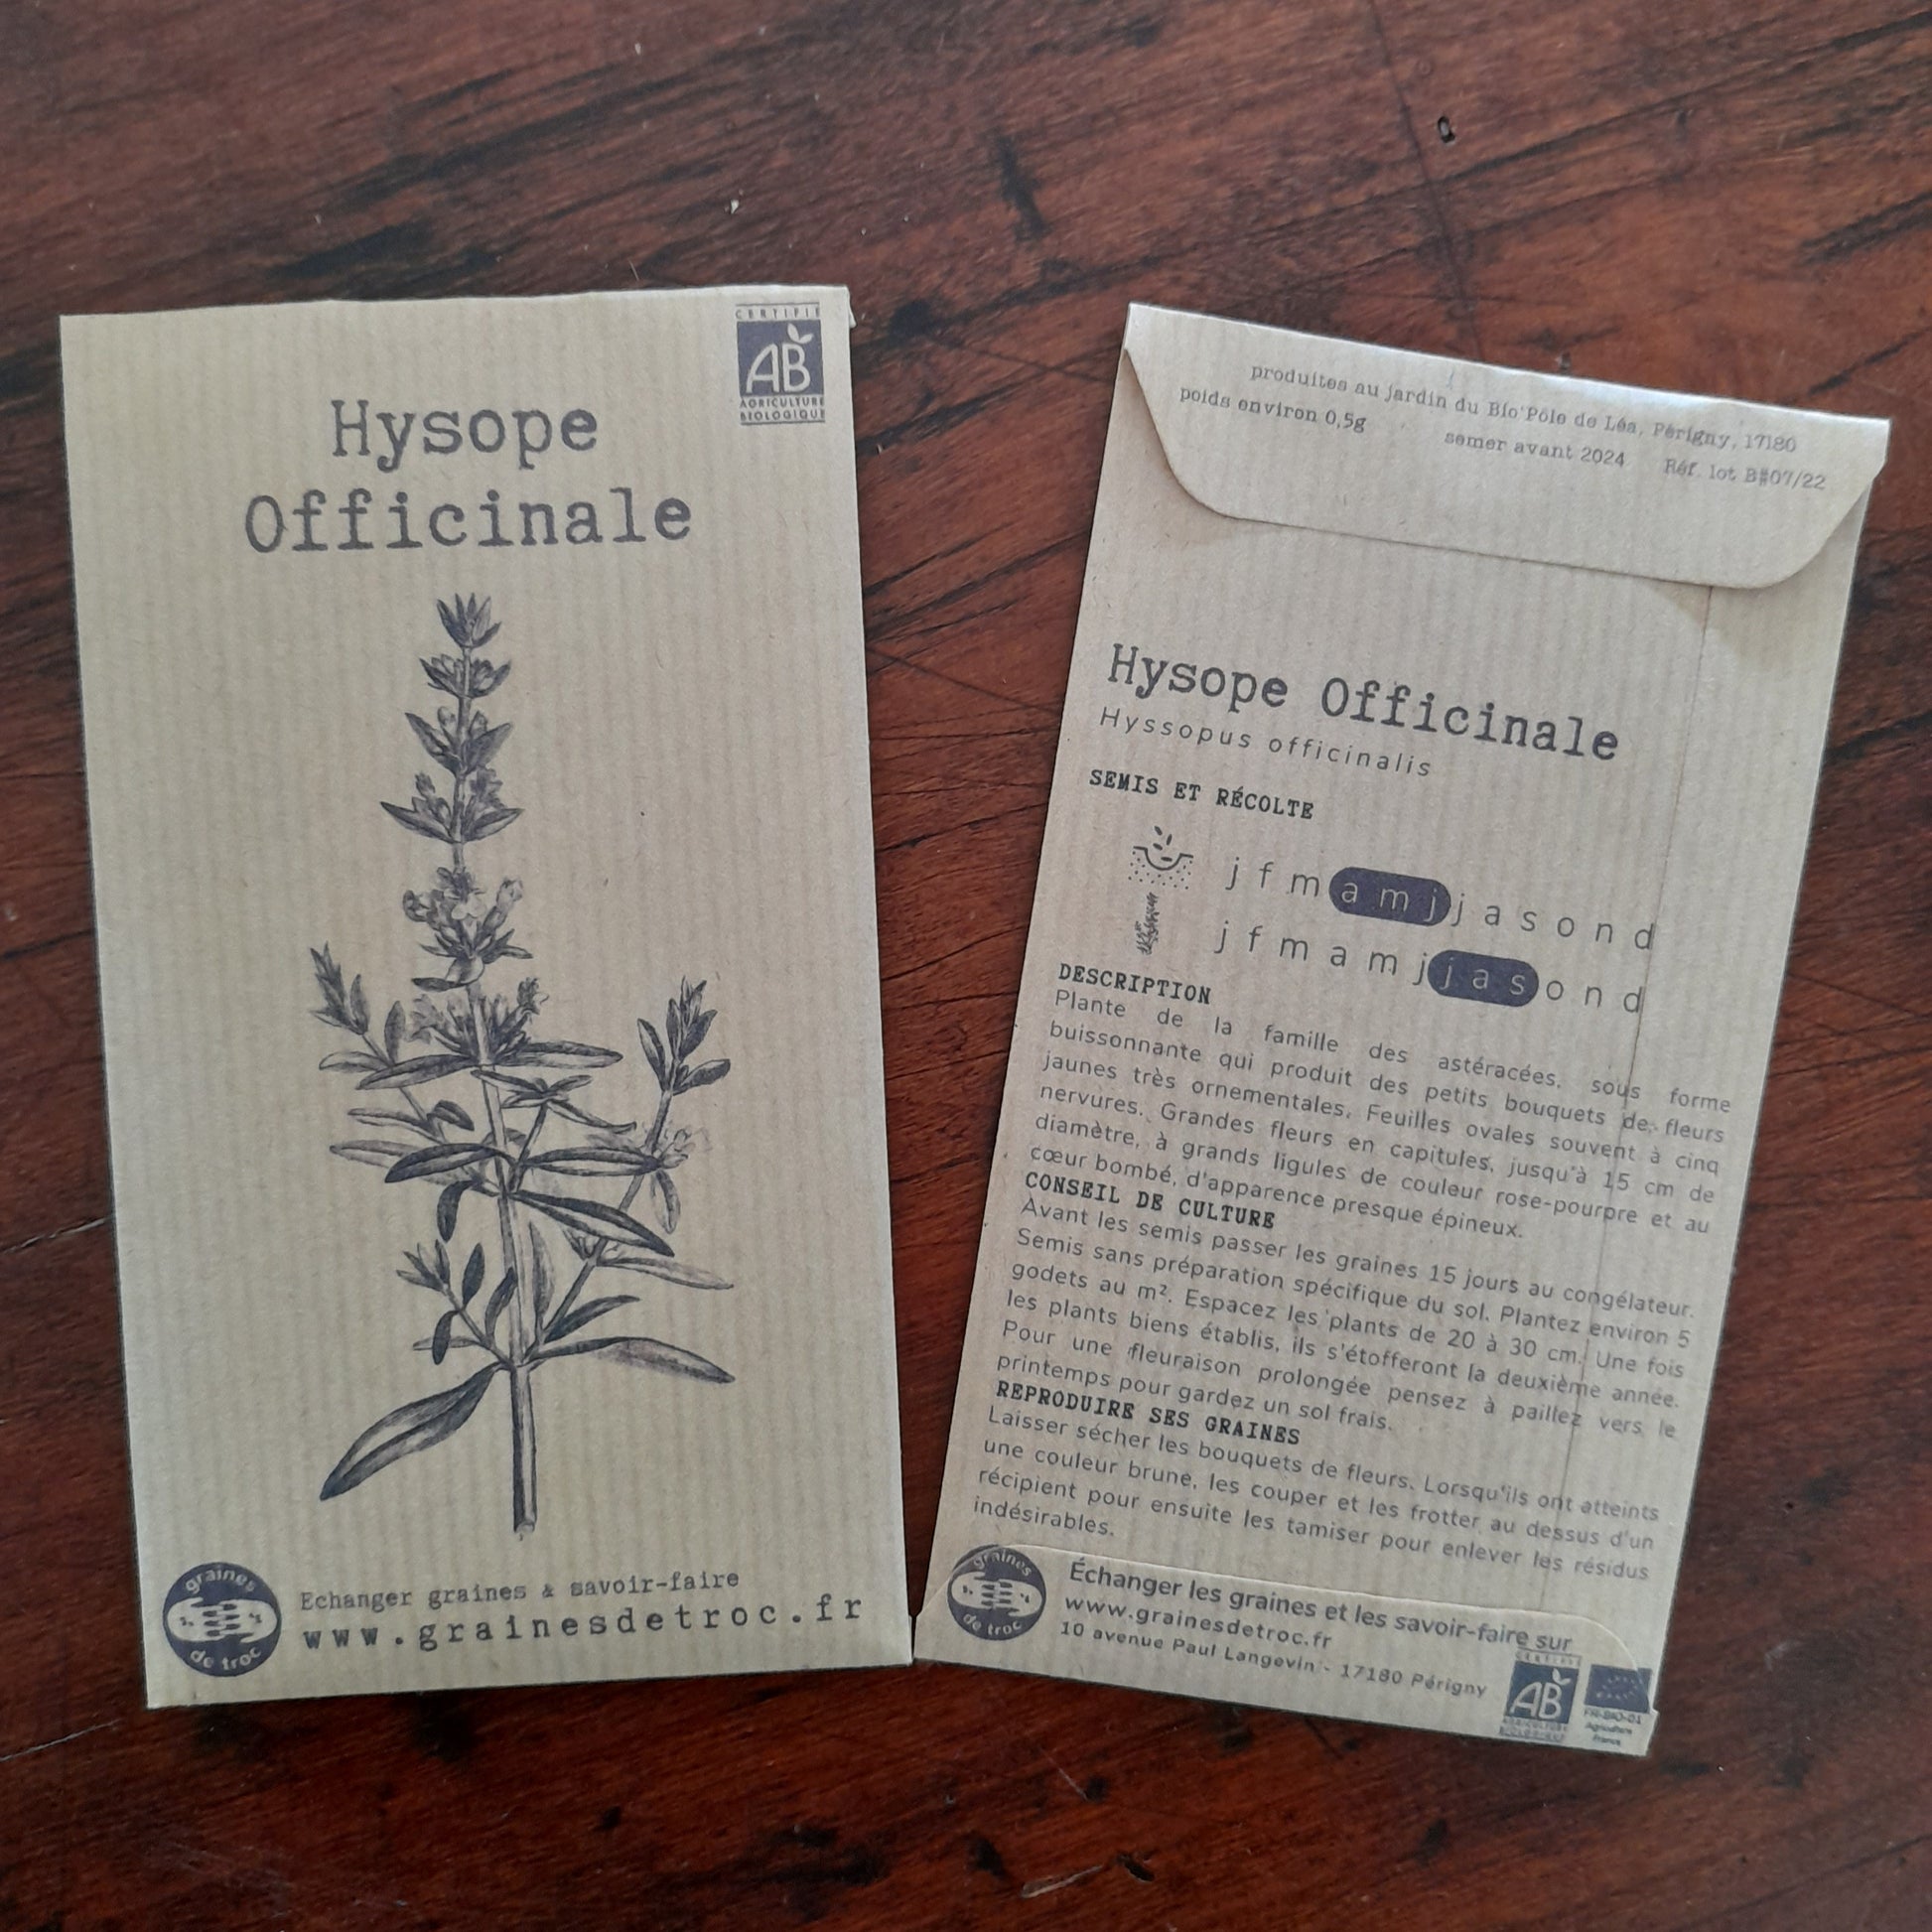 CERTIFIÉ
AB
AGRICULTURE
BIOLOGIQUE
Hysope
Officinale
graines
de troc
Echanger graines & savoir-faire
www.grainesdetroc.fr
produites au jardin du Bio'Pôle de Léa, Périgny, 17180
poids environ 0,5g semer avant 2024 Réf. lot B#07/22
Hysope Officinale
Hyssopus officinalis
SEMIS ET RÉCOLTE
j f m a m j j a s o n d
j f m a m j j a s o n d
DESCRIPTION
Plante de la famille des astéracées, sous forme
buissonnante qui produit des petits bouquets de fleurs
jaunes très ornementales. Feuilles ovales souvent à cinq
nervures. Grandes fleurs en capitules, jusqu'à 15 cm de
diamètre, à grands ligules de couleur rose-pourpre et au
cœur bombé, d'apparence presque épineux.
CONSEIL DE CULTURE
Avant les semis passer les graines 15 jours au congélateur.
Semis sans préparation spécifique du sol. Plantez environ 5
godets au m². Espacez les plants de 20 à 30 cm. Une fois
les plants biens établis, ils s'étofferont la deuxième année.
Pour une fleuraison prolongée pensez à paillez vers le
printemps pour gardez un sol frais.
REPRODUIRE SES GRAINES
Laisser sécher les bouquets de fleurs. Lorsqu'ils ont atteints
une couleur brune, les couper et les frotter au dessus d'un
récipient pour ensuite les tamiser pour enlever les résidus
indésirables.
graines
de troc
Échanger les graines et les savoir-faire sur
www.grainesdetroc.fr
10 avenue Paul Langevin - 17180 Périgny
CERTIFIÉ
AB
AGRICULTURE
BIOLOGIQUE
FR-BIO-01
Agriculture
France